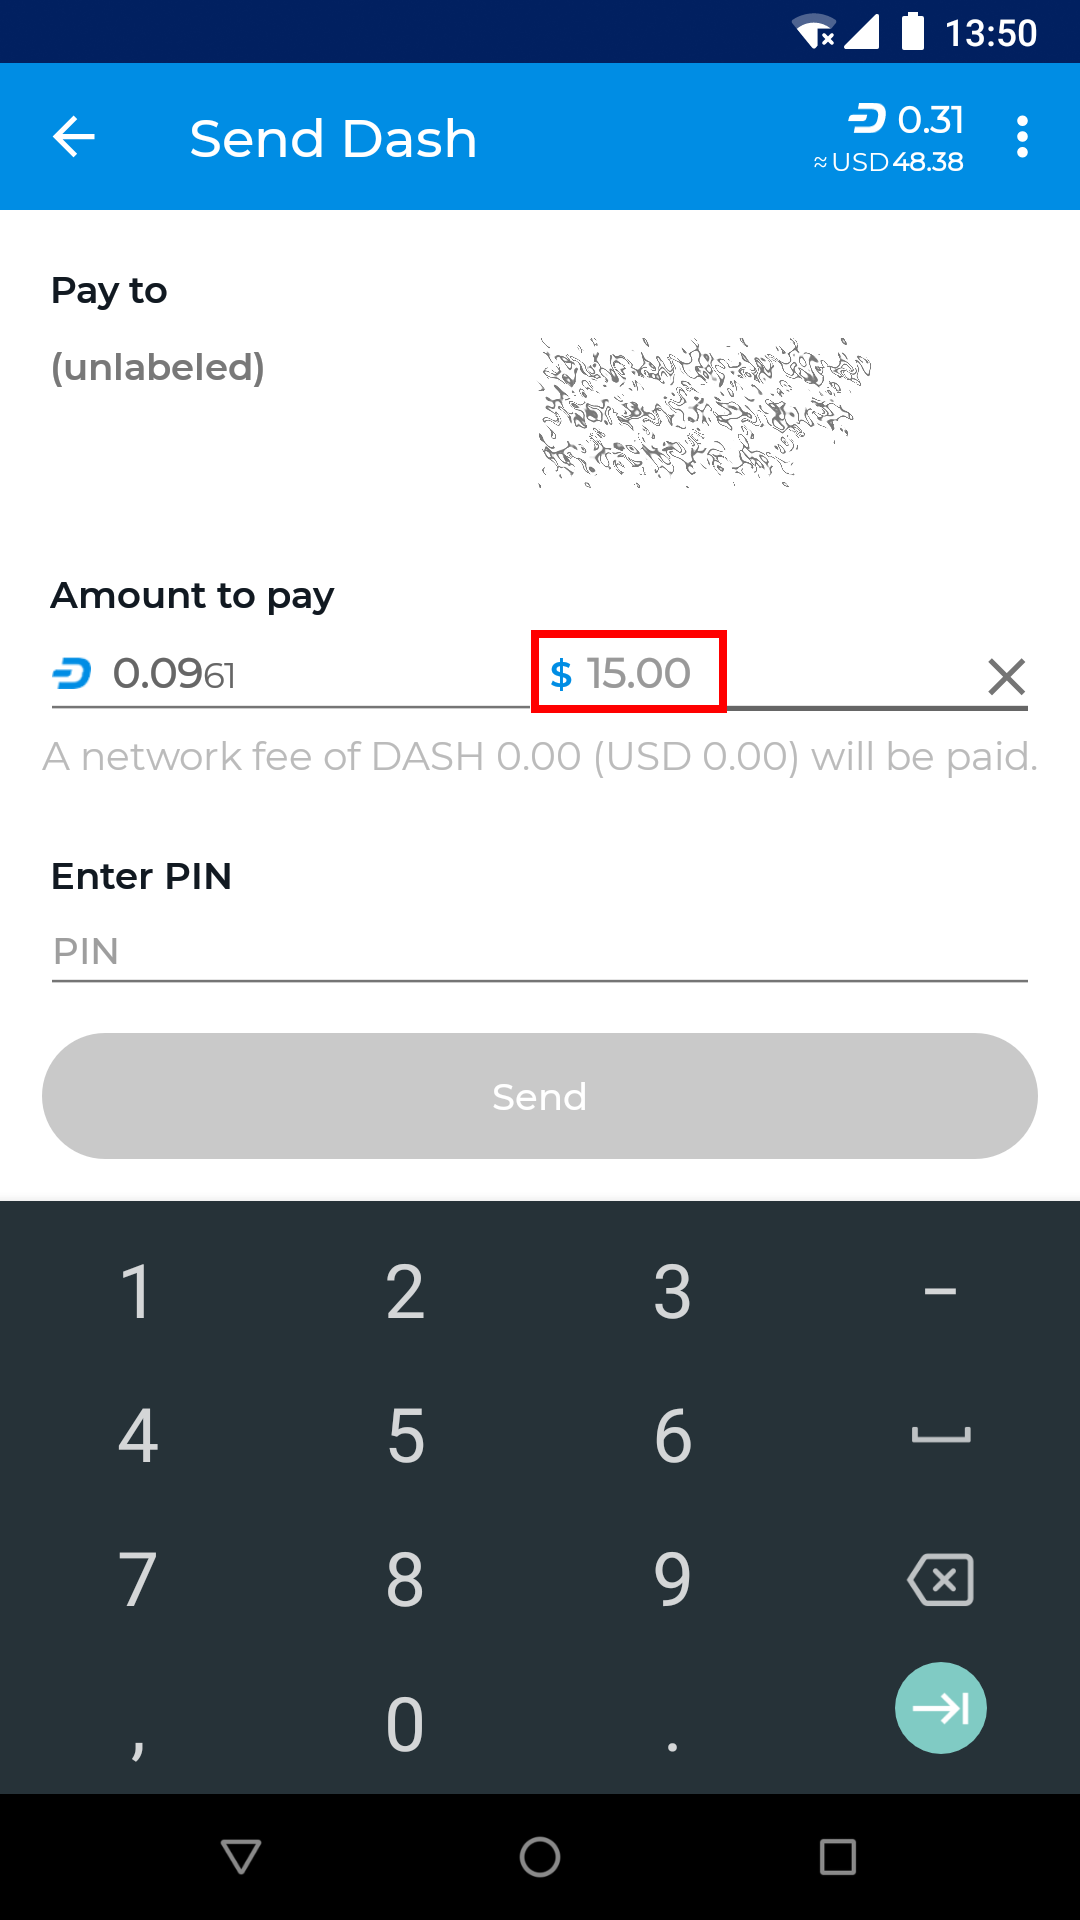 13:50
Send Dash
0.31
≈ USD 48.38
Pay to
(unlabeled)
Amount to pay
0.0961
$ 15.00
A network fee of DASH 0.00 (USD 0.00) will be paid.
Enter PIN
PIN
Send
1 2 3 –
4 5 6
7 8 9
, 0 .